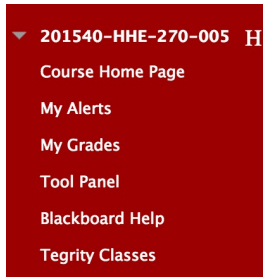 201540-HHE-270-005 H
Course Home Page
My Alerts
My Grades
Tool Panel
Blackboard Help
Tegrity Classes